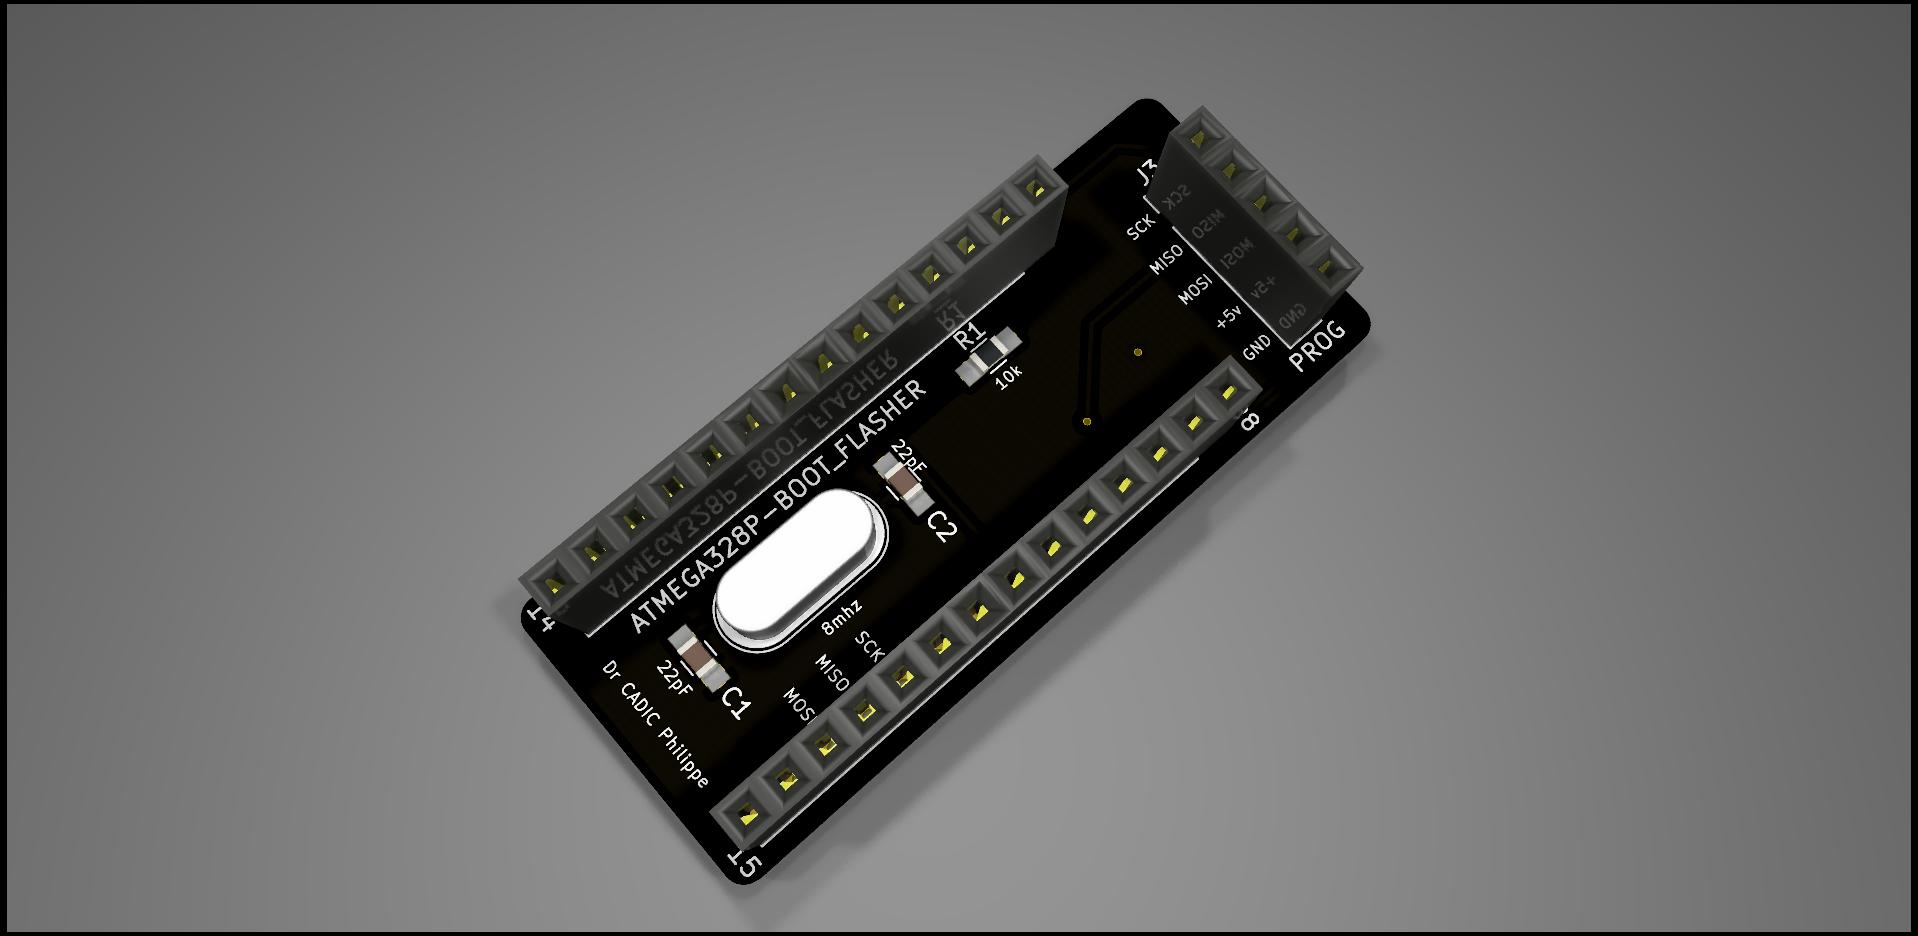 J3
SCK
MISO
MOSI
+5v
GND
PROG
R1
10k
ATMEGA328P-BOOT_FLASHER
22pF
C2
8mhz
SCK
MISO
MOSI
22pF
C1
Dr CADIC Philippe
14
15